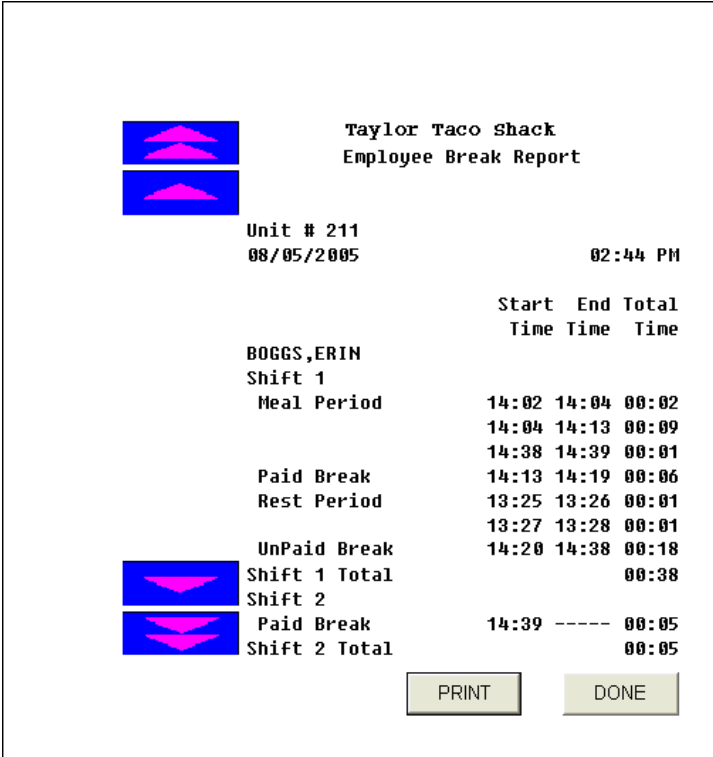 Taylor Taco Shack
Employee Break Report
Unit # 211
08/05/2005 02:44 PM
Start End Total
Time Time Time
BOGGS,ERIN
Shift 1
Meal Period 14:02 14:04 00:02
14:04 14:13 00:09
14:38 14:39 00:01
Paid Break 14:13 14:19 00:06
Rest Period 13:25 13:26 00:01
13:27 13:28 00:01
UnPaid Break 14:20 14:38 00:18
Shift 1 Total 00:38
Shift 2
Paid Break 14:39 ----- 00:05
Shift 2 Total 00:05
PRINT DONE